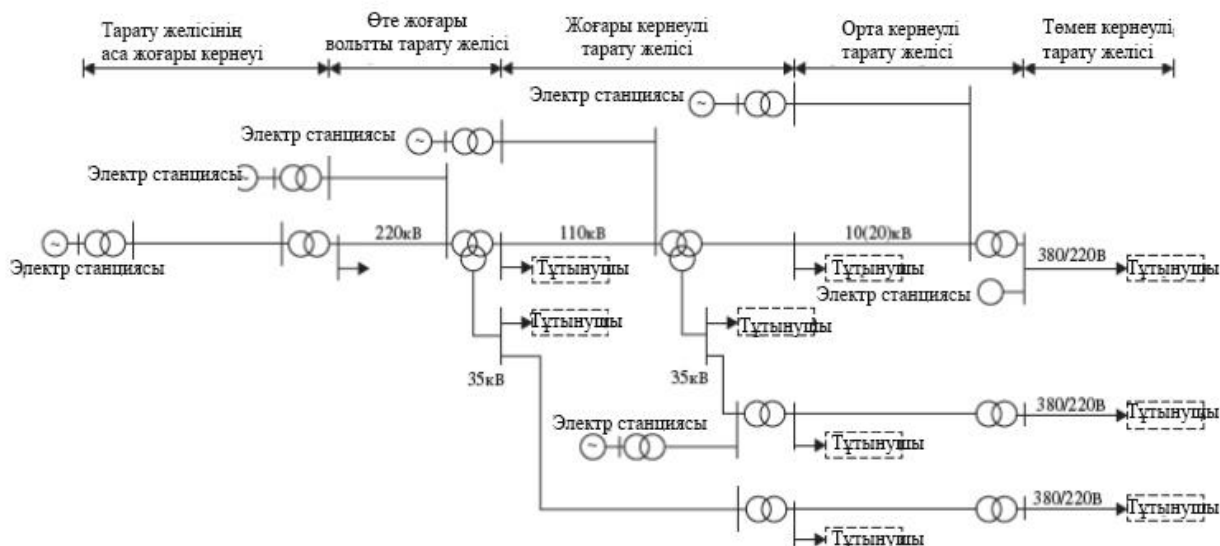 Тарату желісінің
аса жоғары кернеуі
Өте жоғары
вольтты тарату желісі
Жоғары кернеулі
тарату желісі
Орта кернеулі
тарату желісі
Төмен кернеулі
тарату желісі
Электр станциясы
~
Электр станциясы
~
Электр станциясы
~
220кВ
110кВ
10(20)кВ
~
Электр станциясы
Тұтынушы
Тұтынушы
380/220В
Тұтынушы
Электр станциясы
Тұтынушы
Тұтынушы
35кВ
35кВ
Электр станциясы
~
380/220В
Тұтынушы
Тұтынушы
380/220В
Тұтынушы
Тұтынушы